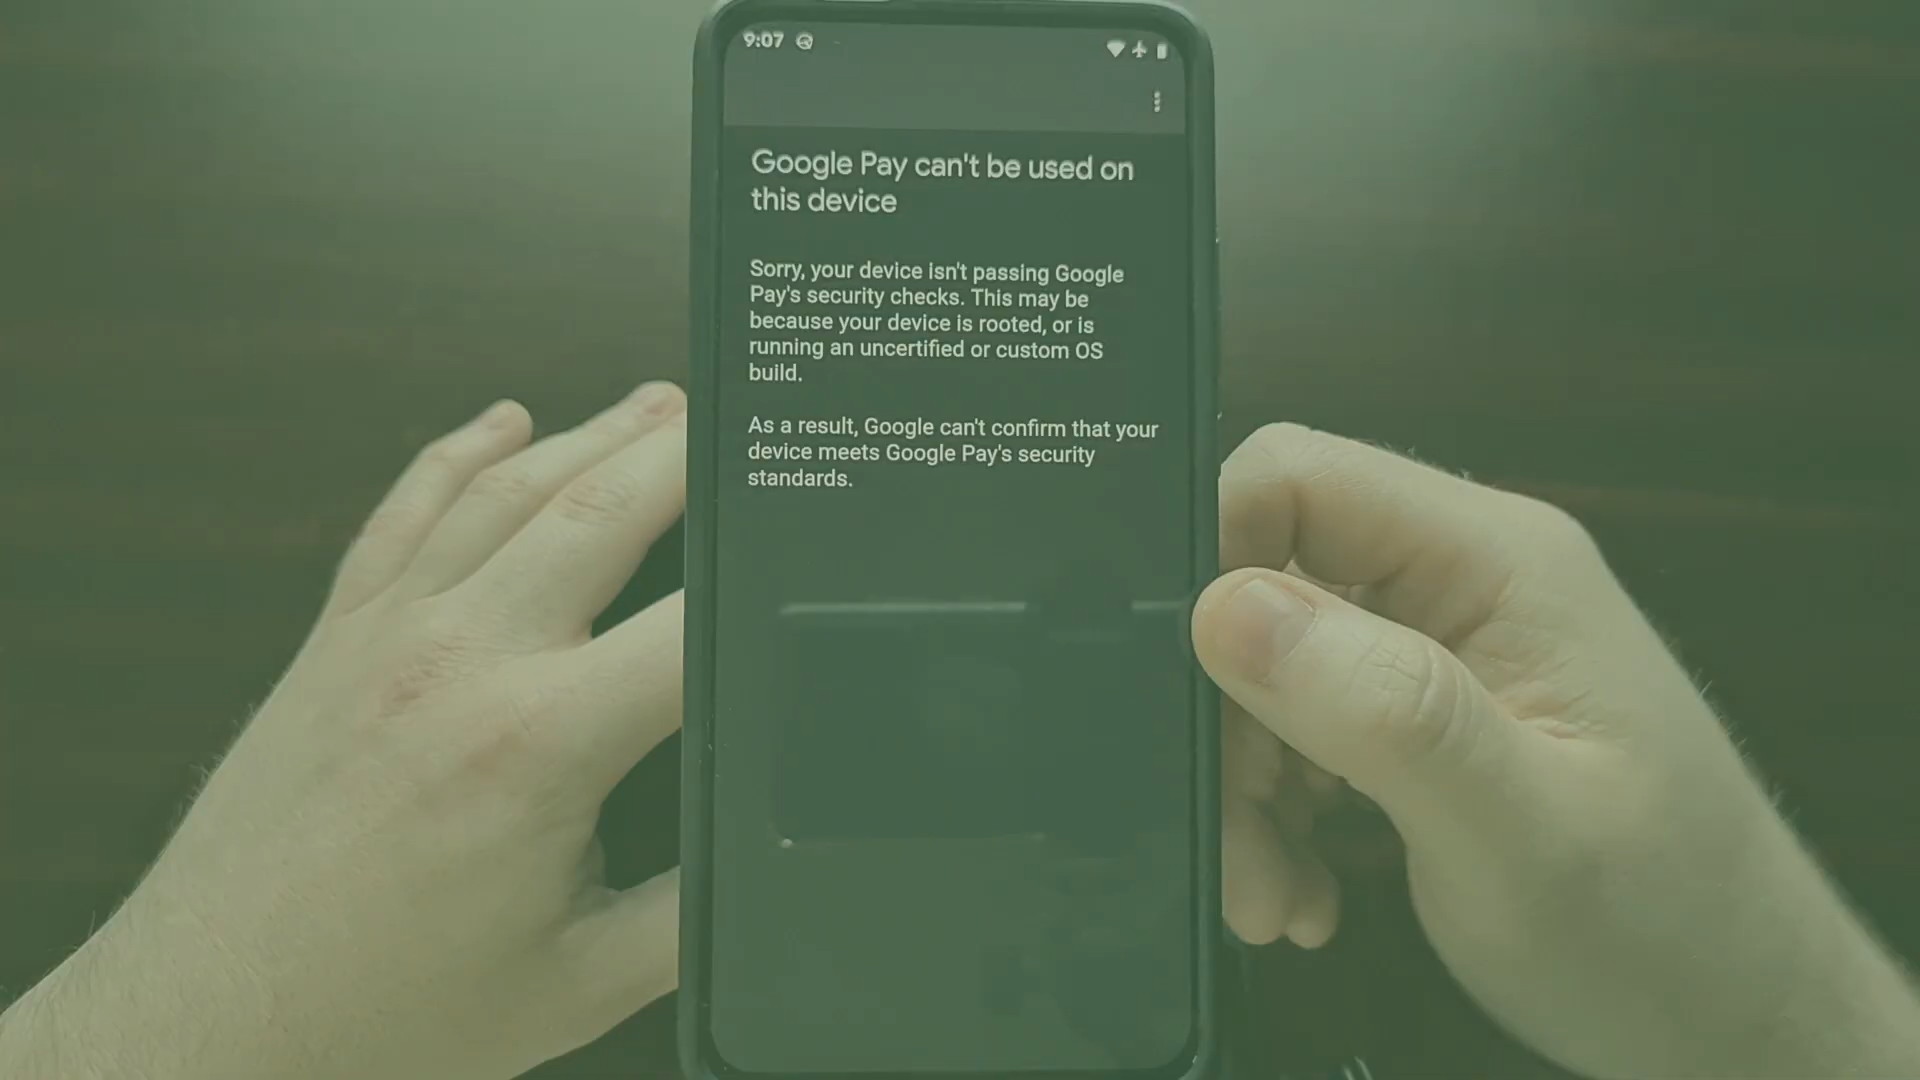 9:07
Google Pay can't be used on
this device
Sorry, your device isn't passing Google
Pay's security checks. This may be
because your device is rooted, or is
running an uncertified or custom OS
build.
As a result, Google can't confirm that your
device meets Google Pay's security
standards.